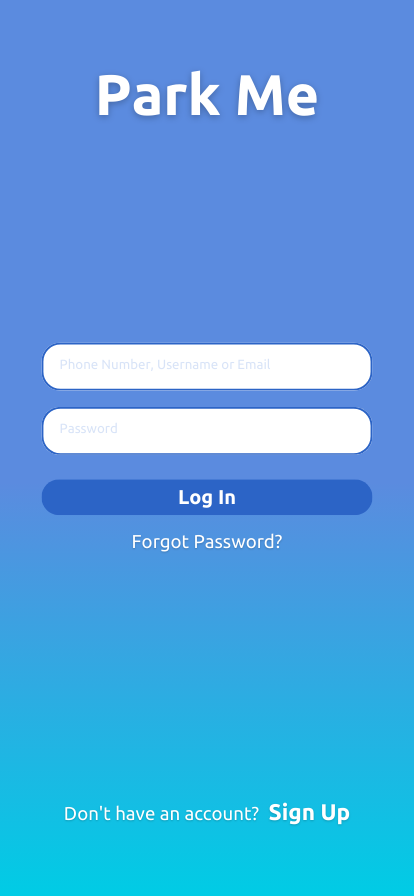 Park Me
Phone Number, Username or Email
Password
Log In
Forgot Password?
Don't have an account? Sign Up